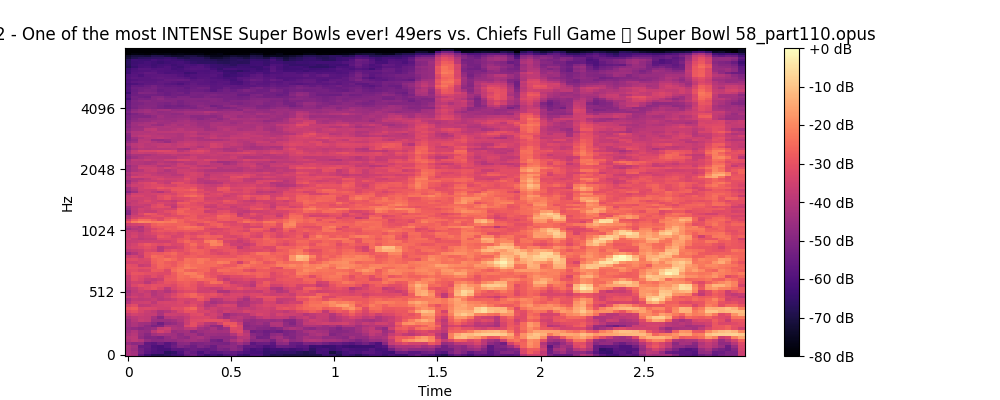 2 - One of the most INTENSE Super Bowls ever! 49ers vs. Chiefs Full Game ▯ Super Bowl 58_part110.opus
+0 dB
-10 dB
-20 dB
-30 dB
-40 dB
-50 dB
-60 dB
-70 dB
-80 dB
Hz
4096
2048
1024
512
0
0 0.5 1 1.5 2 2.5
Time